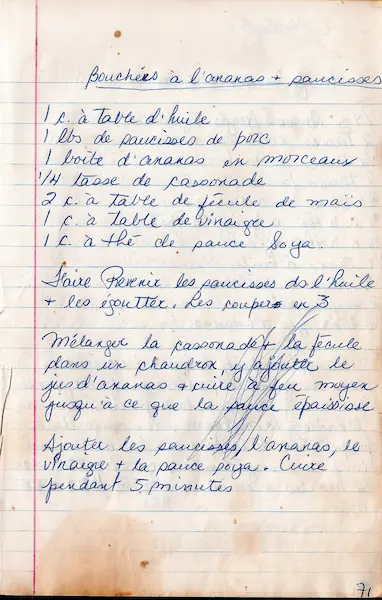 Bouchées à l'ananas + saucisses
1 c. à table d'huile
1 lbs de saucisses de porc
1 boite d'ananas en morceaux
1/4 tasse de cassonade
2 c. à table de fécule de maïs
1 c. à table de vinaigre
1 c. à thé de sauce Soya.
Faire Revenir les saucisses ds l'huile
+ les égoutter. Les couper en 3
Mélanger la cassonade + la fécule
dans un chaudron, y ajouter le
jus d'ananas + cuire à feu moyen
jusqu'à ce que la sauce épaississe
Ajouter les saucisses, l'ananas, le
vinaigre + la sauce soya. Cuire
pendant 5 minutes
71